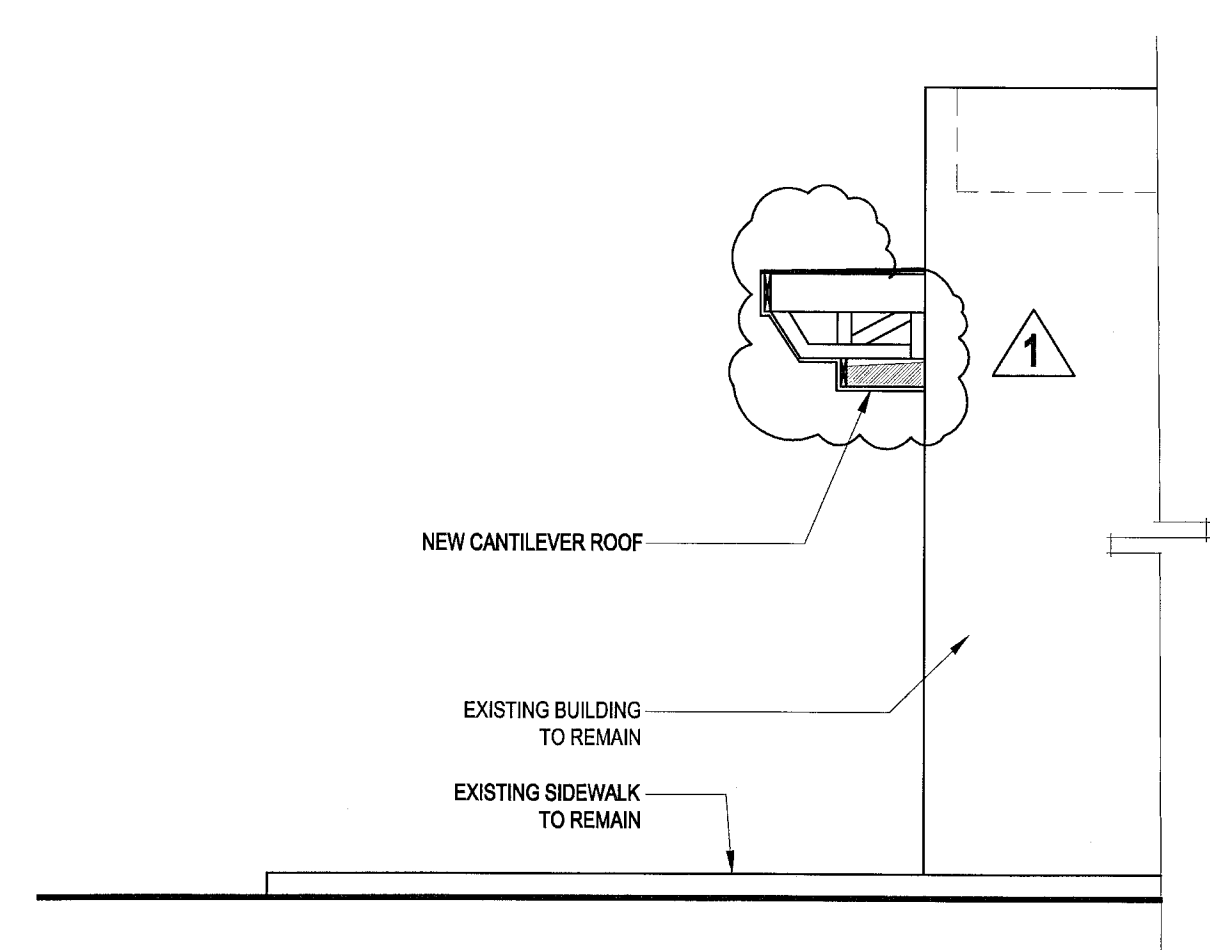 1
NEW CANTILEVER ROOF
EXISTING BUILDING
TO REMAIN
EXISTING SIDEWALK
TO REMAIN